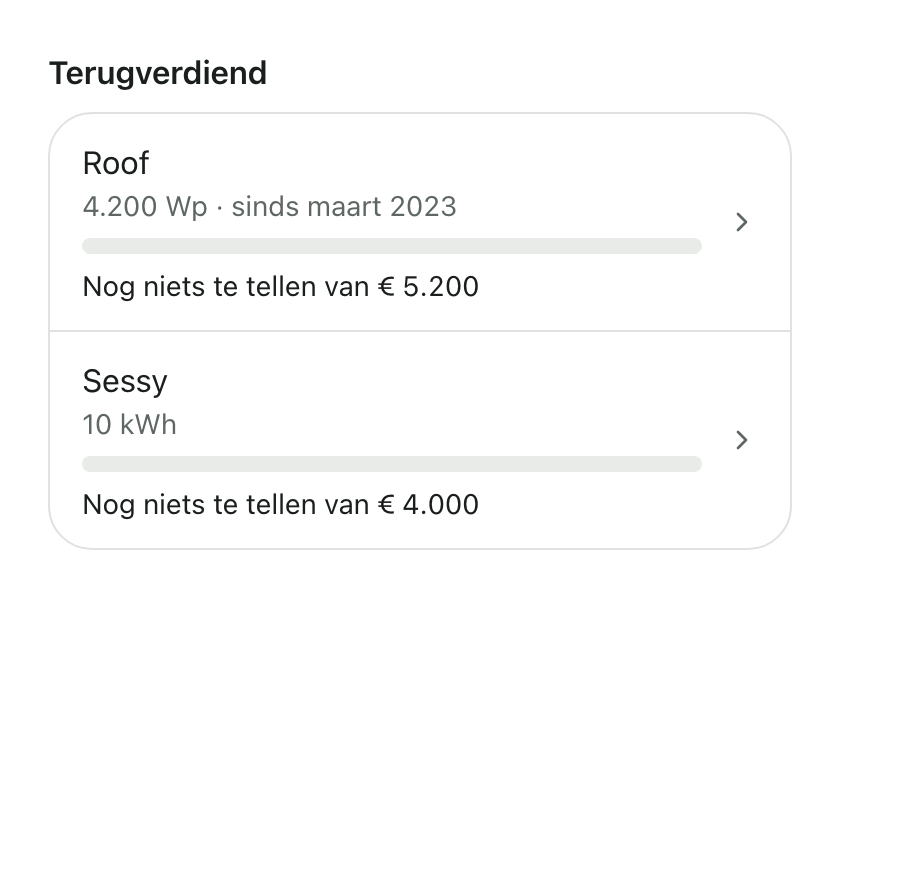 Terugverdiend
Roof
4.200 Wp · sinds maart 2023
Nog niets te tellen van € 5.200
Sessy
10 kWh
Nog niets te tellen van € 4.000